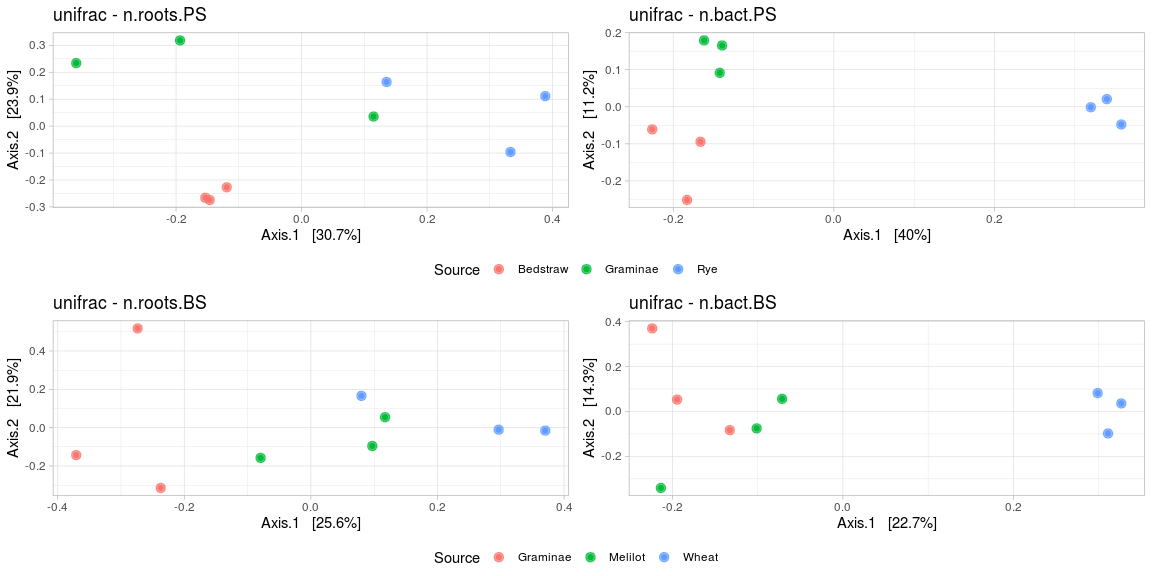 unifrac - n.roots.PS
0.3
0.2
0.1
0.0
-0.1
-0.2
-0.3
Axis.2 [23.9%]
-0.2 0.0 0.2 0.4
Axis.1 [30.7%]
unifrac - n.bact.PS
0.2
0.1
0.0
-0.1
-0.2
Axis.2 [11.2%]
-0.2 0.0 0.2
Axis.1 [40%]
Source Bedstraw Graminae Rye
unifrac - n.roots.BS
0.4
0.2
0.0
-0.2
Axis.2 [21.9%]
-0.4 -0.2 0.0 0.2 0.4
Axis.1 [25.6%]
unifrac - n.bact.BS
0.4
0.2
0.0
-0.2
Axis.2 [14.3%]
-0.2 0.0 0.2
Axis.1 [22.7%]
Source Graminae Melilot Wheat